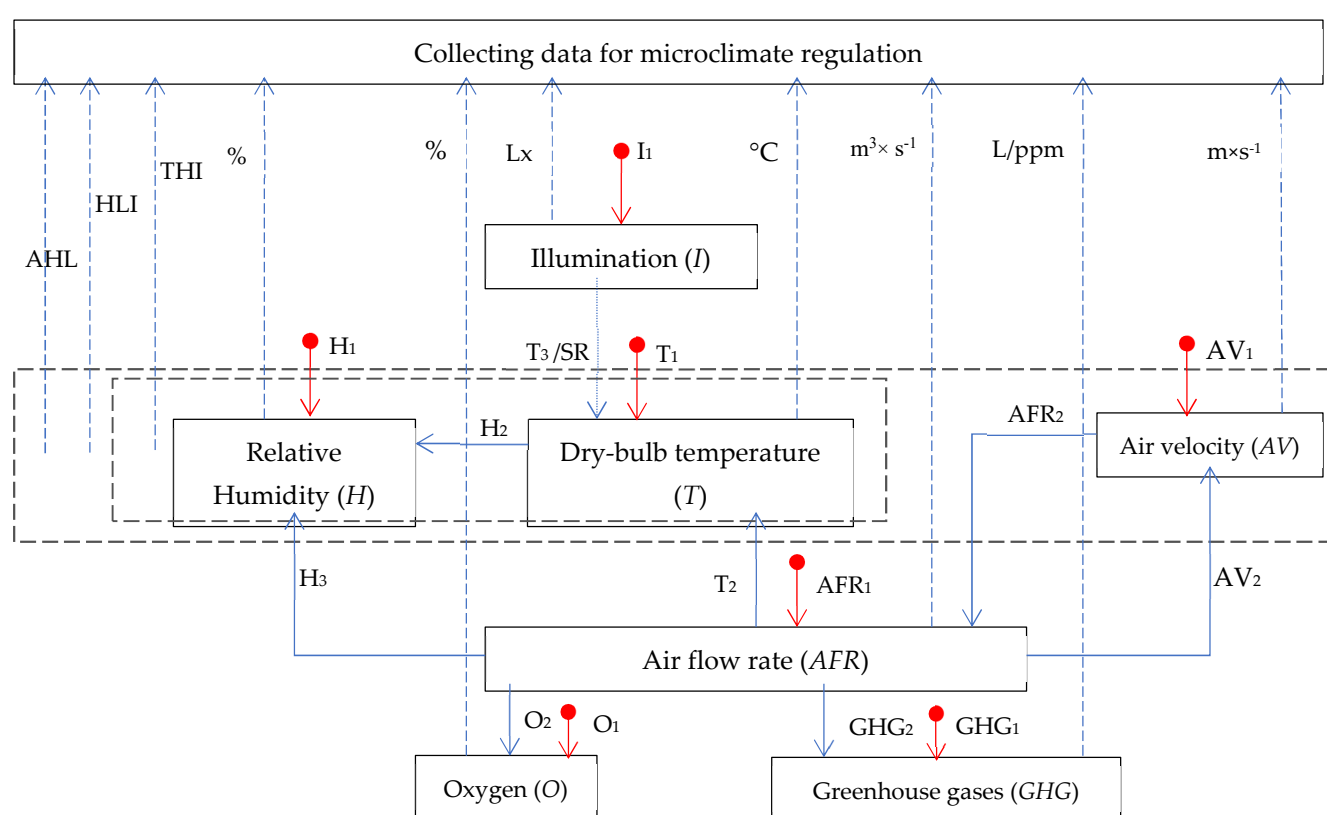 Collecting data for microclimate regulation
AHL
HLI
THI
%
%
Lx
I1
°C
m³× s⁻¹
L/ppm
m×s⁻¹
Illumination (I)
H1
T3 /SR
T1
AV1
AFR2
Relative
Humidity (H)
H2
Dry-bulb temperature
(T)
Air velocity (AV)
H3
T2
AFR1
AV2
Air flow rate (AFR)
O2
O1
GHG2
GHG1
Oxygen (O)
Greenhouse gases (GHG)